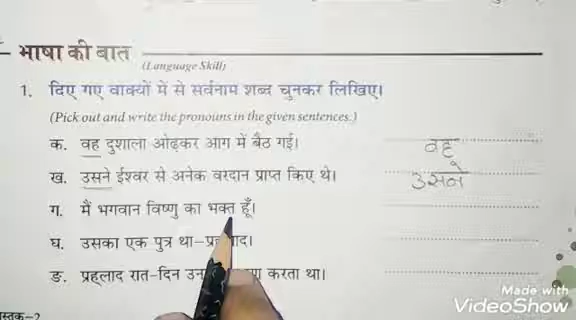 भाषा की बात
(Language Skill)
1. दिए गए वाक्यों में से सर्वनाम शब्द चुनकर लिखिए।
(Pick out and write the pronouns in the given sentences.)
क. वह दुशाला ओढ़कर आग में बैठ गई। वह
ख. उसने ईश्वर से अनेक वरदान प्राप्त किए थे। उसने
ग. मैं भगवान विष्णु का भक्त हूँ।
घ. उसका एक पुत्र था–
ङ. प्रह्लाद रात-दिन करता था।
Made with
VideoShow